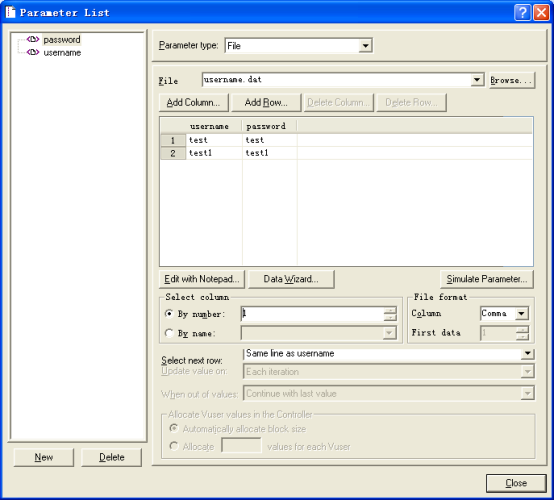 Parameter List
password
username
Parameter type: File
File username.dat Browse...
Add Column... Add Row... Delete Column... Delete Row...
username password
1 test test
2 test1 test1
Edit with Notepad... Data Wizard... Simulate Parameter...
Select column
By number: 1
By name:
File format
Column Comma
First data 1
Select next row: Same line as username
Update value on: Each iteration
When out of values: Continue with last value
Allocate Vuser values in the Controller
Automatically allocate block size
Allocate values for each Vuser
New Delete
Close